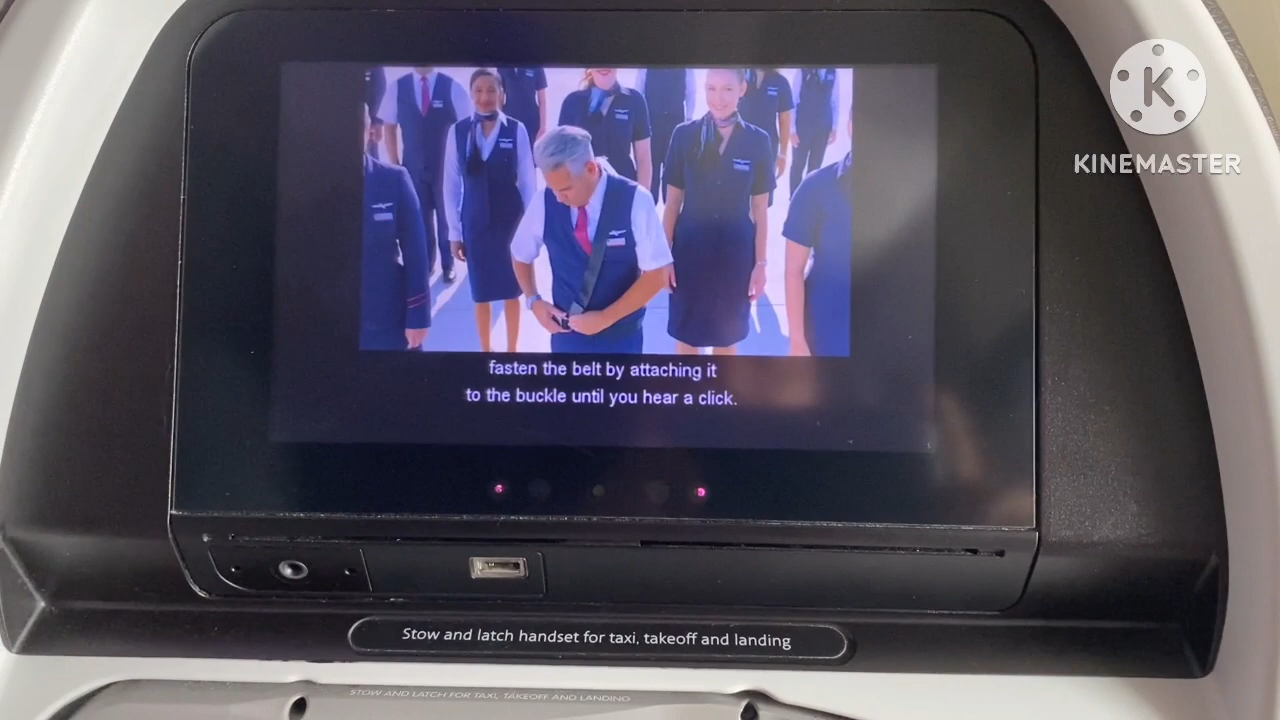 K
KINEMASTER
fasten the belt by attaching it
to the buckle until you hear a click.
Stow and latch handset for taxi, takeoff and landing
STOW AND LATCH FOR TAXI, TAKEOFF AND LANDING